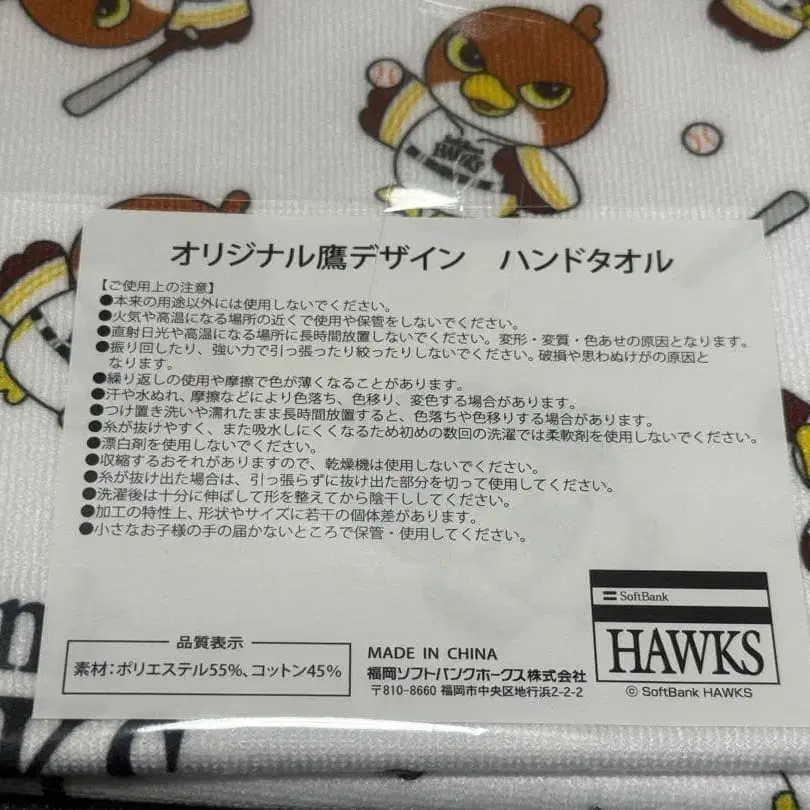 HAWKS
オリジナル鷹デザイン　ハンドタオル
【ご使用上の注意】
●本来の用途以外には使用しないでください。
●火気や高温になる場所の近くで使用や保管をしないでください。
●直射日光や高温になる場所に長時間放置しないでください。変形・変質・色あせの原因となります。
●振り回したり、強い力で引っ張ったり絞ったりしないでください。破損や思わぬけがの原因と
なります。
●繰り返しの使用や摩擦で色が薄くなることがあります。
●汗や水ぬれ、摩擦などにより色落ち、色移り、変色する場合があります。
●つけ置き洗いや濡れたまま長時間放置すると、色落ちや色移りする場合があります。
●糸が抜けやすく、また吸水しにくくなるため初めの数回の洗濯では柔軟剤を使用しないでください。
●漂白剤を使用しないでください。
●収縮するおそれがありますので、乾燥機は使用しないでください。
●糸が抜け出た場合は、引っ張らずに抜け出た部分を切って使用してください。
●洗濯後は十分に伸ばして形を整えてから陰干ししてください。
●加工の特性上、形状やサイズに若干の個体差があります。
●小さなお子様の手の届かないところで保管・使用してください。
品質表示
素材：ポリエステル55%、コットン45%
MADE IN CHINA
福岡ソフトバンクホークス株式会社
〒810-8660 福岡市中央区地行浜2-2-2
SoftBank
HAWKS
© SoftBank HAWKS